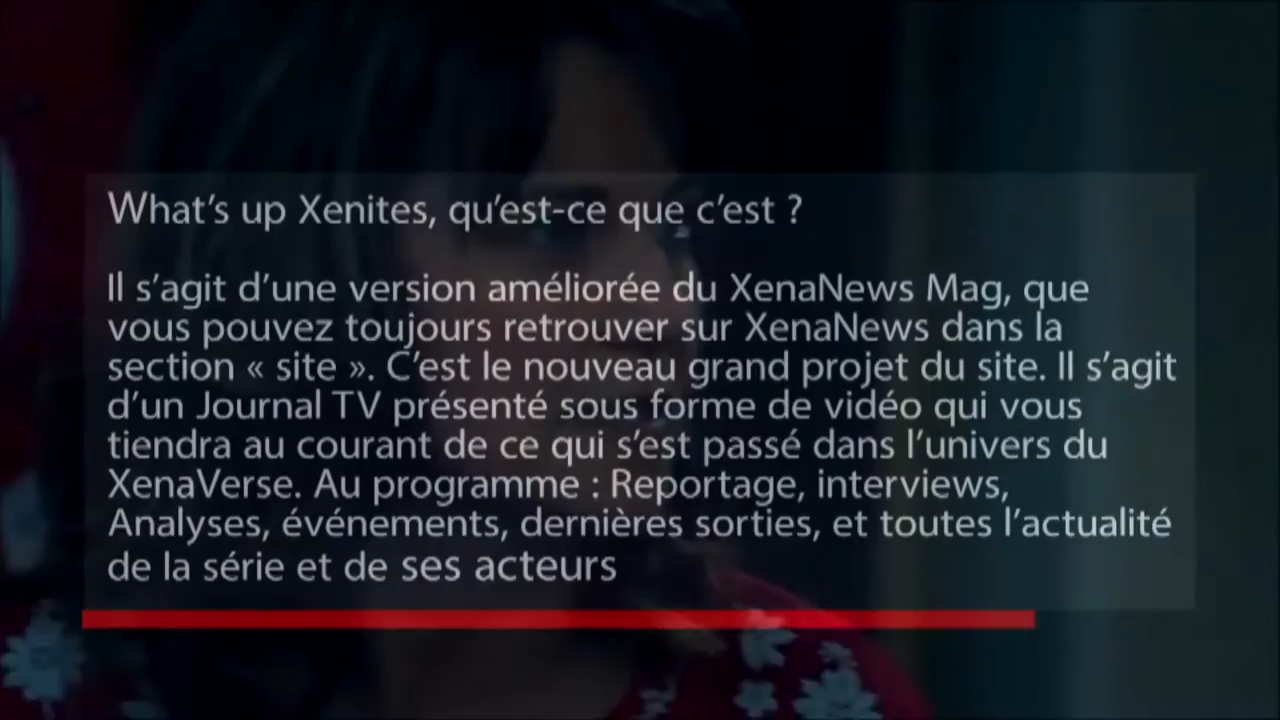 What's up Xenites, qu'est-ce que c'est ?
Il s'agit d'une version améliorée du XenaNews Mag, que
vous pouvez toujours retrouver sur XenaNews dans la
section « site ». C'est le nouveau grand projet du site. Il s'agit
d'un Journal TV présenté sous forme de vidéo qui vous
tiendra au courant de ce qui s'est passé dans l'univers du
XenaVerse. Au programme : Reportage, interviews,
Analyses, événements, dernières sorties, et toutes l'actualité
de la série et de ses acteurs